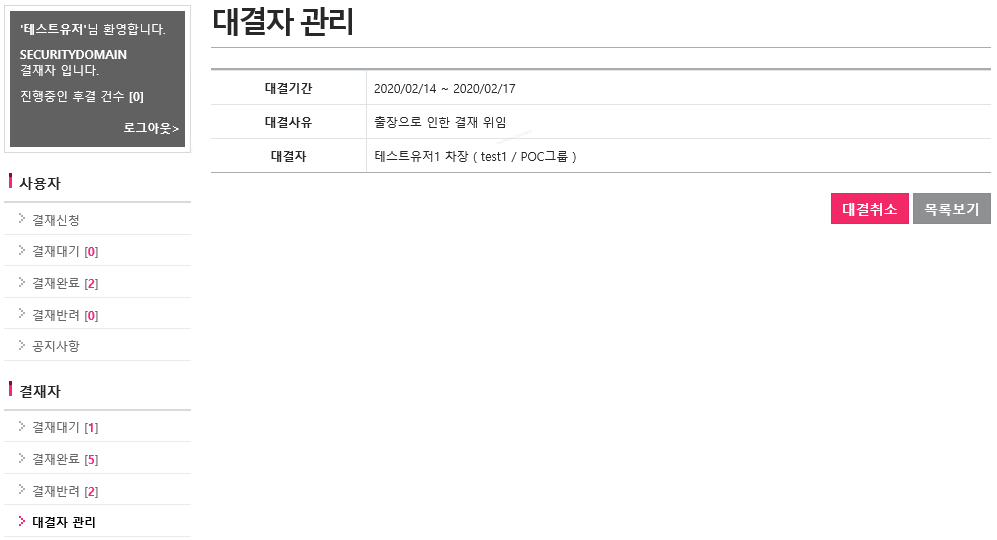 '테스트유저'님 환영합니다.
SECURITYDOMAIN
결재자 입니다.
진행중인 후결 건수 [0]
로그아웃>
사용자
결재신청
결재대기 [0]
결재완료 [2]
결재반려 [0]
공지사항
결재자
결재대기 [1]
결재완료 [5]
결재반려 [2]
대결자 관리
대결자 관리
대결기간 2020/02/14 ~ 2020/02/17
대결사유 출장으로 인한 결재 위임
대결자 테스트유저1 차장 ( test1 / POC그룹 )
대결취소 목록보기